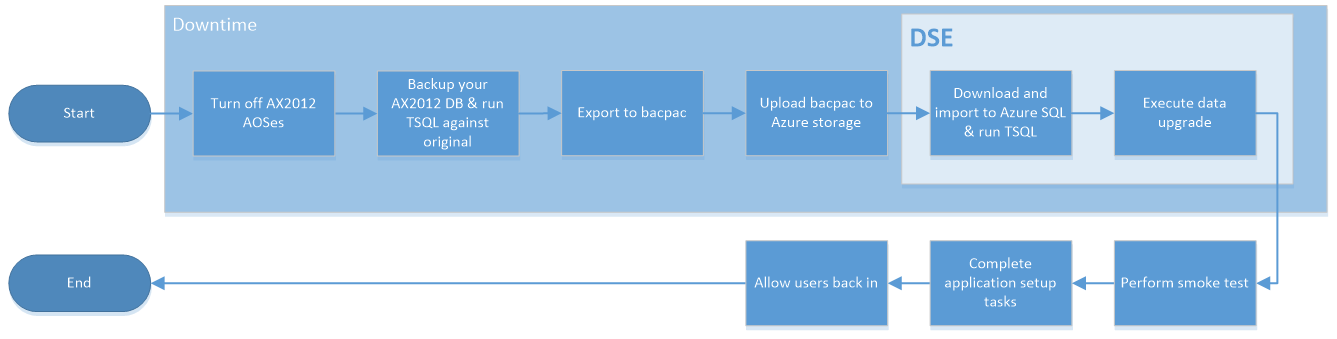 Downtime
DSE
Start
Turn off AX2012
AOSes
Backup your
AX2012 DB & run
TSQL against
original
Export to bacpac
Upload bacpac to
Azure storage
Download and
import to Azure SQL
& run TSQL
Execute data
upgrade
Perform smoke test
Complete
application setup
tasks
Allow users back in
End